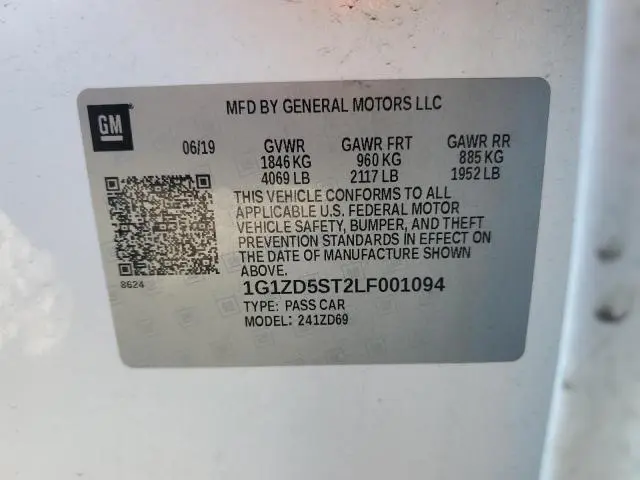 GM
MFD BY GENERAL MOTORS LLC
06/19 GVWR GAWR FRT GAWR RR
1846 KG 960 KG 885 KG
4069 LB 2117 LB 1952 LB
THIS VEHICLE CONFORMS TO ALL
APPLICABLE U.S. FEDERAL MOTOR
VEHICLE SAFETY, BUMPER, AND THEFT
PREVENTION STANDARDS IN EFFECT ON
THE DATE OF MANUFACTURE SHOWN
ABOVE.
8624
1G1ZD5ST2LF001094
TYPE: PASS CAR
MODEL: 241ZD69